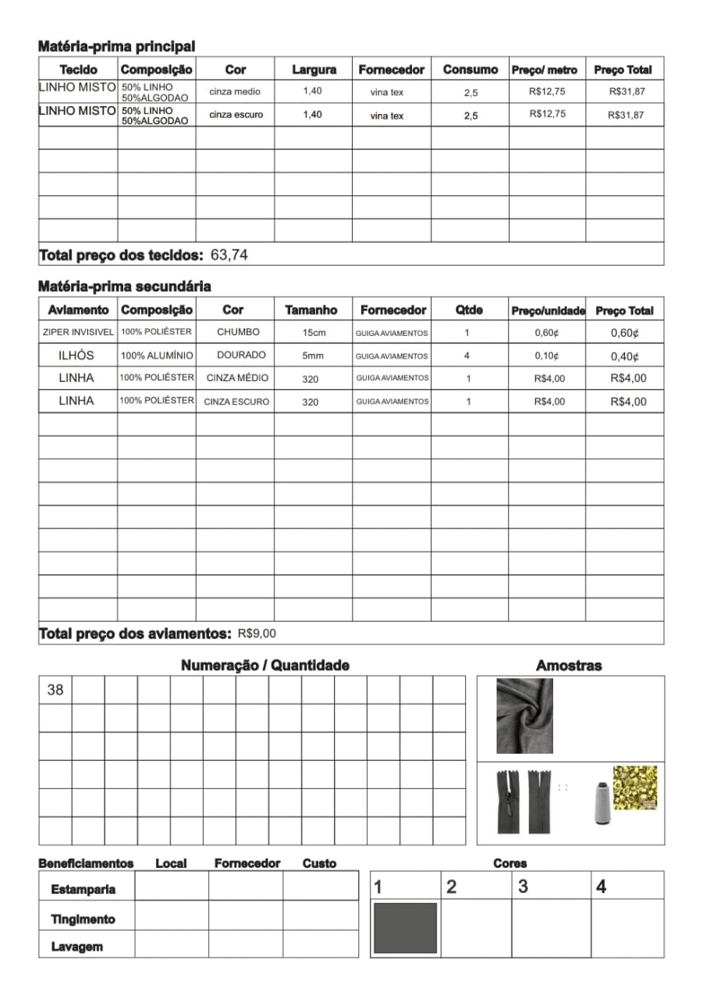 Matéria-prima principal
Tecido Composição Cor Largura Fornecedor Consumo Preço/ metro Preço Total
LINHO MISTO 50% LINHO 50%ALGODAO cinza medio 1,40 vina tex 2,5 R$12,75 R$31,87
LINHO MISTO 50% LINHO 50%ALGODAO cinza escuro 1,40 vina tex 2,5 R$12,75 R$31,87
Total preço dos tecidos: 63,74
Matéria-prima secundária
Aviamento Composição Cor Tamanho Fornecedor Qtde Preço/unidade Preço Total
ZIPER INVISIVEL 100% POLIÉSTER CHUMBO 15cm GUIGA AVIAMENTOS 1 0,60¢ 0,60¢
ILHÓS 100% ALUMÍNIO DOURADO 5mm GUIGA AVIAMENTOS 4 0,10¢ 0,40¢
LINHA 100% POLIÉSTER CINZA MÉDIO 320 GUIGA AVIAMENTOS 1 R$4,00 R$4,00
LINHA 100% POLIÉSTER CINZA ESCURO 320 GUIGA AVIAMENTOS 1 R$4,00 R$4,00
Total preço dos aviamentos: R$9,00
Numeração / Quantidade Amostras
38
Beneficiamentos Local Fornecedor Custo Cores
Estamparia 1 2 3 4
Tingimento
Lavagem